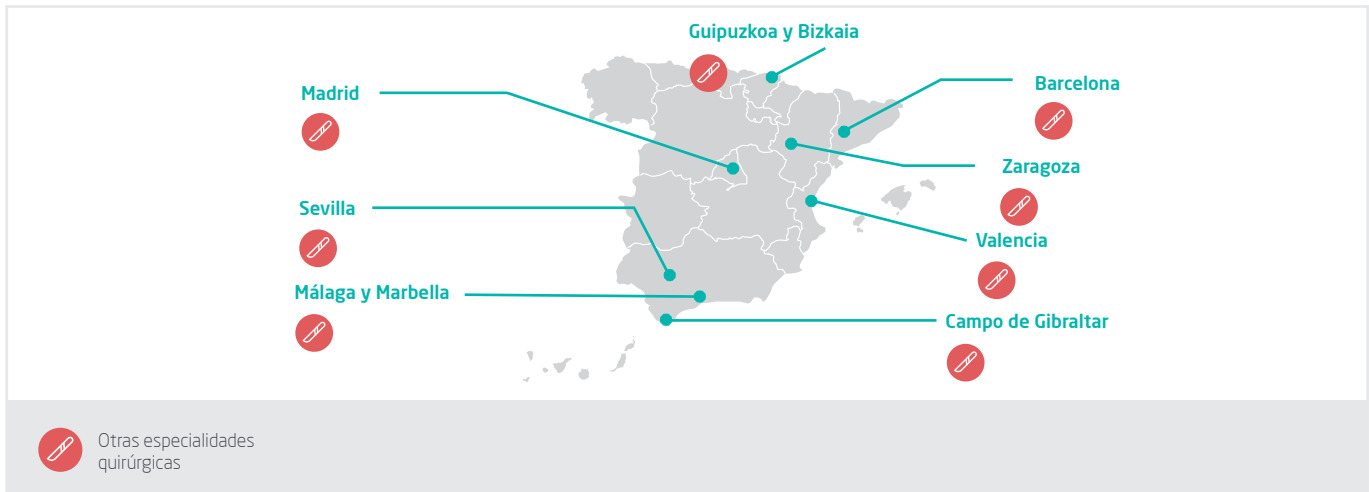 Guipuzkoa y Bizkaia
Madrid
Barcelona
Zaragoza
Sevilla
Valencia
Málaga y Marbella
Campo de Gibraltar
Otras especialidades
quirúrgicas